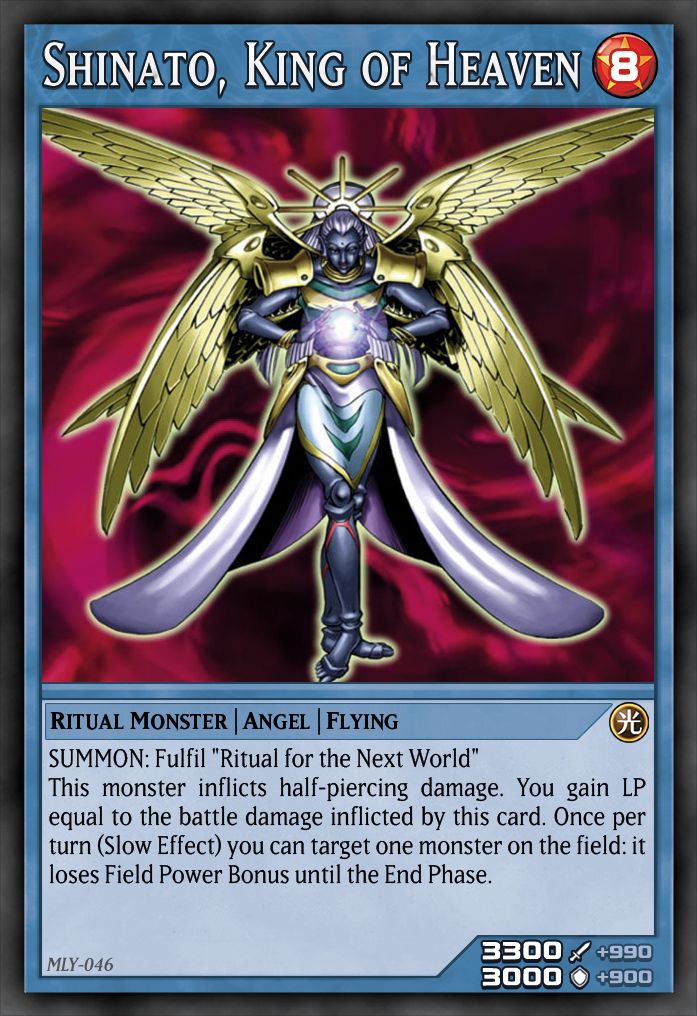 Shinato, King of Heaven 8
Ritual Monster | Angel | Flying 光
SUMMON: Fulfil "Ritual for the Next World"
This monster inflicts half-piercing damage. You gain LP
equal to the battle damage inflicted by this card. Once per
turn (Slow Effect) you can target one monster on the field: it
loses Field Power Bonus until the End Phase.
3300 +990
MLY-046
3000 +900